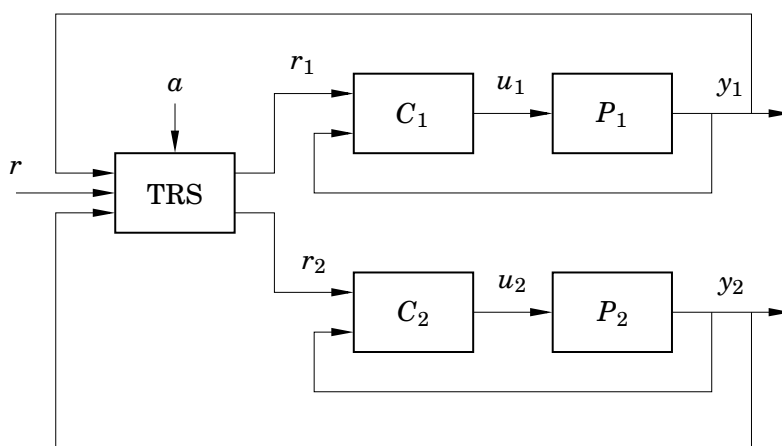 r₁ u₁ y₁
a C₁ P₁
r TRS
r₂ u₂ y₂
C₂ P₂